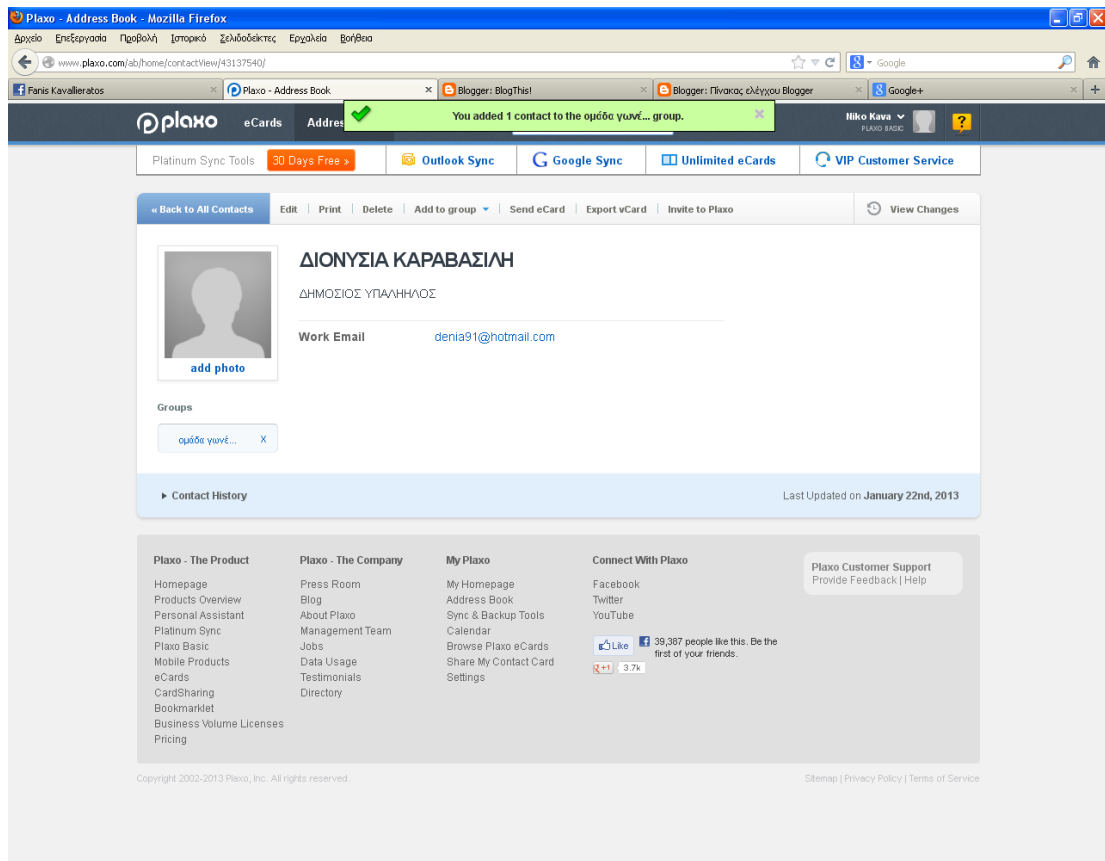 Plaxo - Address Book - Mozilla Firefox
Αρχείο Επεξεργασία Προβολή Ιστορικό Σελιδοδείκτες Εργαλεία Βοήθεια
www.plaxo.com/ab/home/contactView/43137540/ Google
Fanis Kavallieratos Plaxo - Address Book Blogger: BlogThis! Blogger: Πίνακας ελέγχου Blogger Google+
You added 1 contact to the ομάδα γωνέ... group.
plaxo eCards Addres Niko Kava
PLAXO BASIC
Platinum Sync Tools 30 Days Free » Outlook Sync Google Sync Unlimited eCards VIP Customer Service
« Back to All Contacts Edit Print Delete Add to group Send eCard Export vCard Invite to Plaxo View Changes
ΔΙΟΝΥΣΙΑ ΚΑΡΑΒΑΣΙΛΗ
ΔΗΜΟΣΙΟΣ ΥΠΑΛΗΗΛΟΣ
Work Email denia91@hotmail.com
add photo
Groups
ομάδα γωνέ... X
Contact History Last Updated on January 22nd, 2013
Plaxo - The Product
Homepage
Products Overview
Personal Assistant
Platinum Sync
Plaxo Basic
Mobile Products
eCards
CardSharing
Bookmarklet
Business Volume Licenses
Pricing
Plaxo - The Company
Press Room
Blog
About Plaxo
Management Team
Jobs
Data Usage
Testimonials
Directory
My Plaxo
My Homepage
Address Book
Sync & Backup Tools
Calendar
Browse Plaxo eCards
Share My Contact Card
Settings
Connect With Plaxo
Facebook
Twitter
YouTube
Like 39,387 people like this. Be the
first of your friends.
+1 3.7k
Plaxo Customer Support
Provide Feedback | Help
Copyright 2002-2013 Plaxo, Inc. All rights reserved. Sitemap | Privacy Policy | Terms of Service